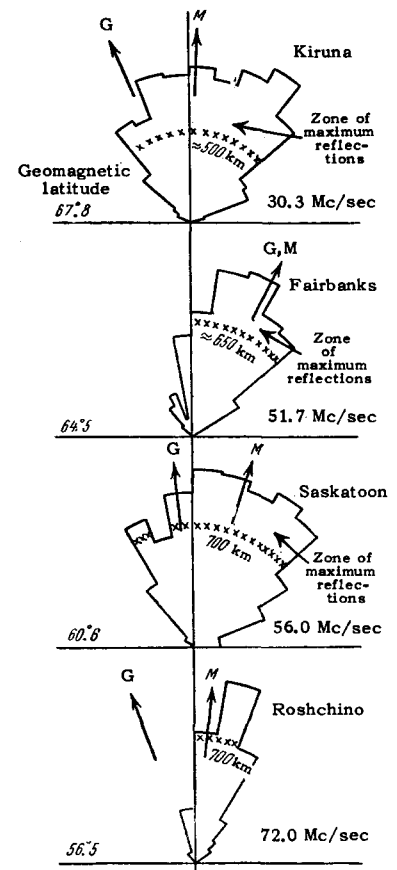 G
M
Kiruna
Zone of
maximum
reflec-
tions
≈500 km
Geomagnetic
latitude
67.°8
30.3 Mc/sec
G, M
Fairbanks
Zone
of
maximum
reflections
≈650 km
64.°5
51.7 Mc/sec
G
M
Saskatoon
700 km
Zone of
maximum
reflec-
tions
60.°6
56.0 Mc/sec
G
M
Roshchino
700 km
72.0 Mc/sec
56.°5